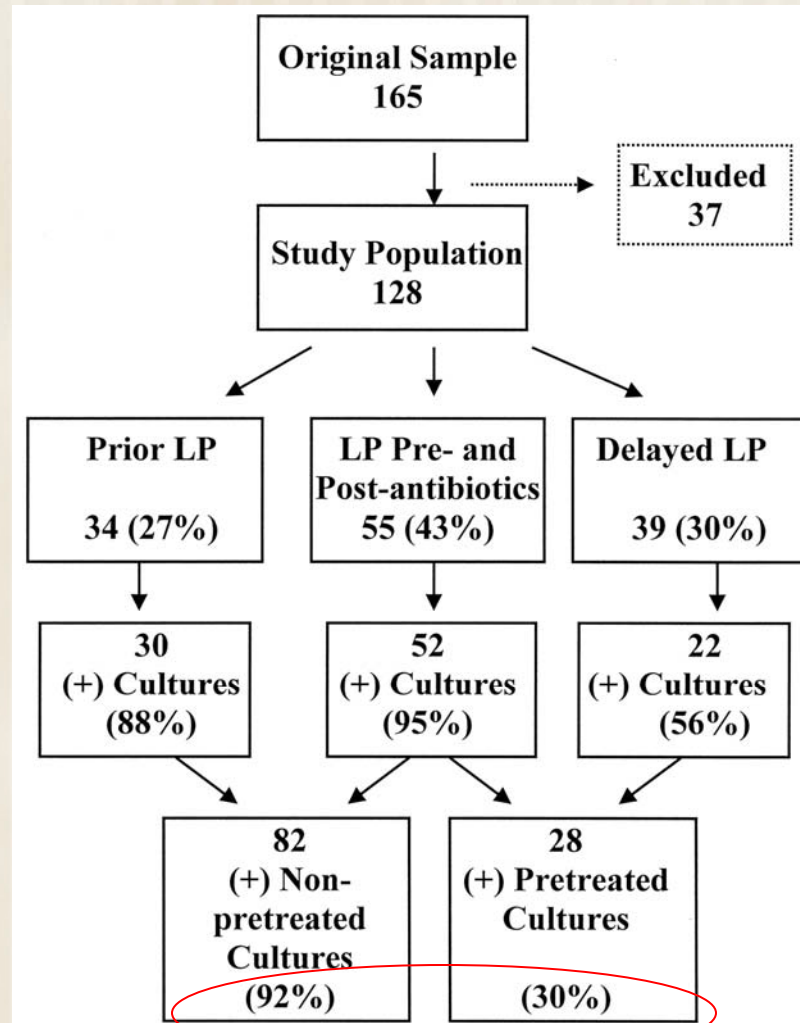 Original Sample
165
Excluded
37
Study Population
128
Prior LP
34 (27%)
LP Pre- and
Post-antibiotics
55 (43%)
Delayed LP
39 (30%)
30
(+) Cultures
(88%)
52
(+) Cultures
(95%)
22
(+) Cultures
(56%)
82
(+) Non-
pretreated
Cultures
(92%)
28
(+) Pretreated
Cultures
(30%)